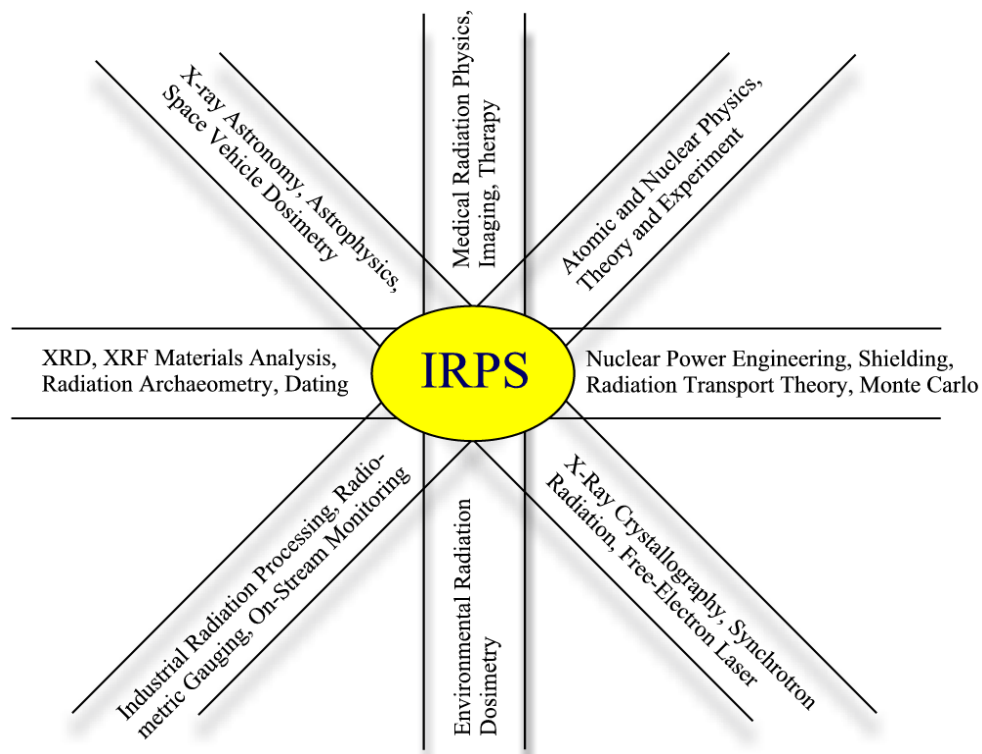 X-ray Astronomy, Astrophysics,
Space Vehicle Dosimetry
Medical Radiation Physics,
Imaging, Therapy
Atomic and Nuclear Physics,
Theory and Experiment
XRD, XRF Materials Analysis,
Radiation Archaeometry, Dating
IRPS
Nuclear Power Engineering, Shielding,
Radiation Transport Theory, Monte Carlo
Industrial Radiation Processing, Radio-
metric Gauging, On-Stream Monitoring
Environmental Radiation
Dosimetry
X-Ray Crystallography, Synchrotron
Radiation, Free-Electron Laser